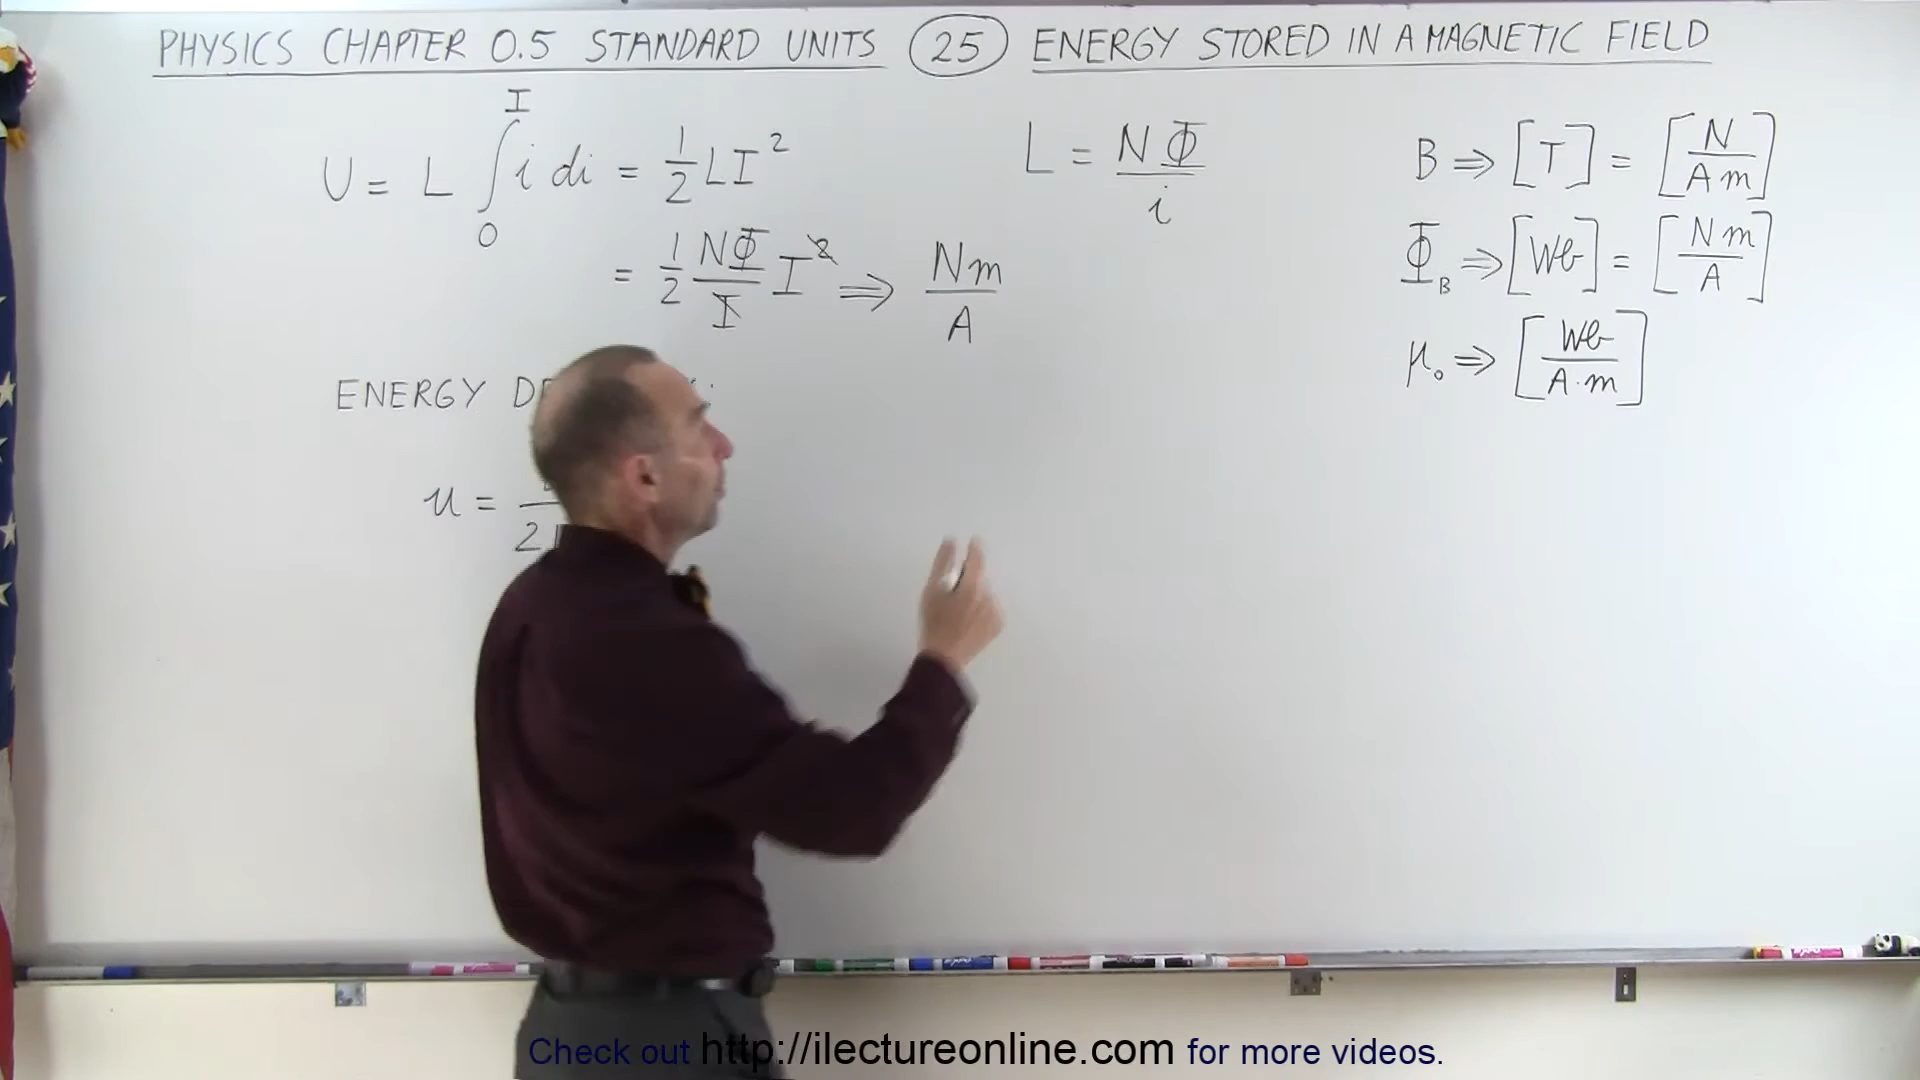 PHYSICS CHAPTER 0.5 STANDARD UNITS 25 ENERGY STORED IN A MAGNETIC FIELD
U = L ∫₀ᴵ i di = 1/2 LI²
= 1/2 NΦ/I I² ⇒ Nm/A
L = NΦ/i
B ⇒ [T] = [N/Am]
Φ_B ⇒ [Wb] = [Nm/A]
μ₀ ⇒ [Wb/A·m]
ENERGY
u =
2
Check out http://ilectureonline.com for more videos.